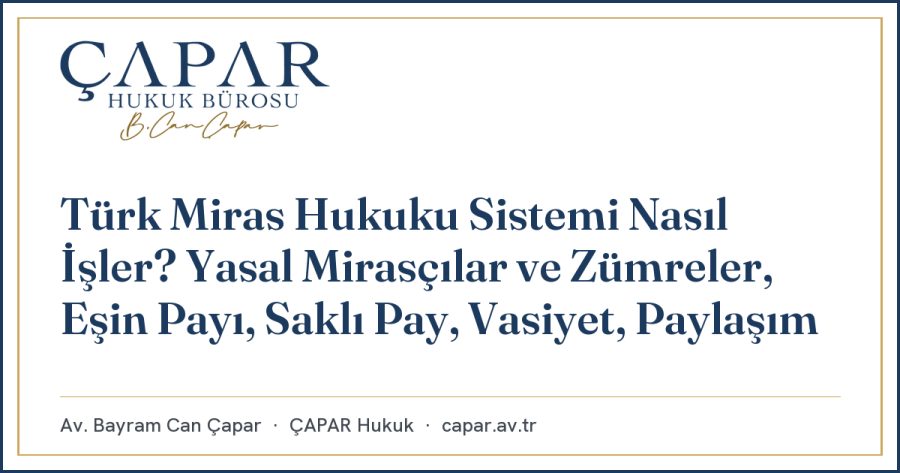 ÇAPAR
HUKUK BÜROSU
B.Can Çapar
Türk Miras Hukuku Sistemi Nasıl
İşler? Yasal Mirasçılar ve Zümreler,
Eşin Payı, Saklı Pay, Vasiyet, Paylaşım
Av. Bayram Can Çapar · ÇAPAR Hukuk · capar.av.tr